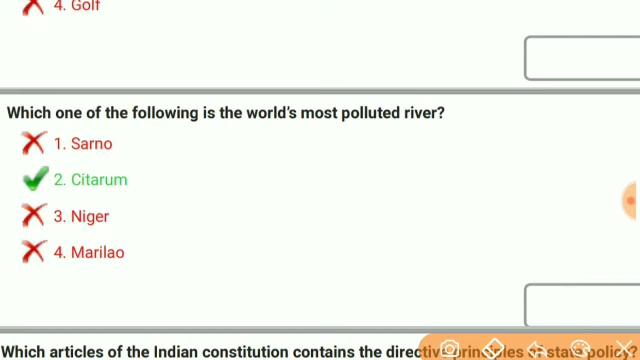 4. Golf
Which one of the following is the world's most polluted river?
1. Sarno
2. Citarum
3. Niger
4. Marilao
Which articles of the Indian constitution contains the directive principles of state policy?